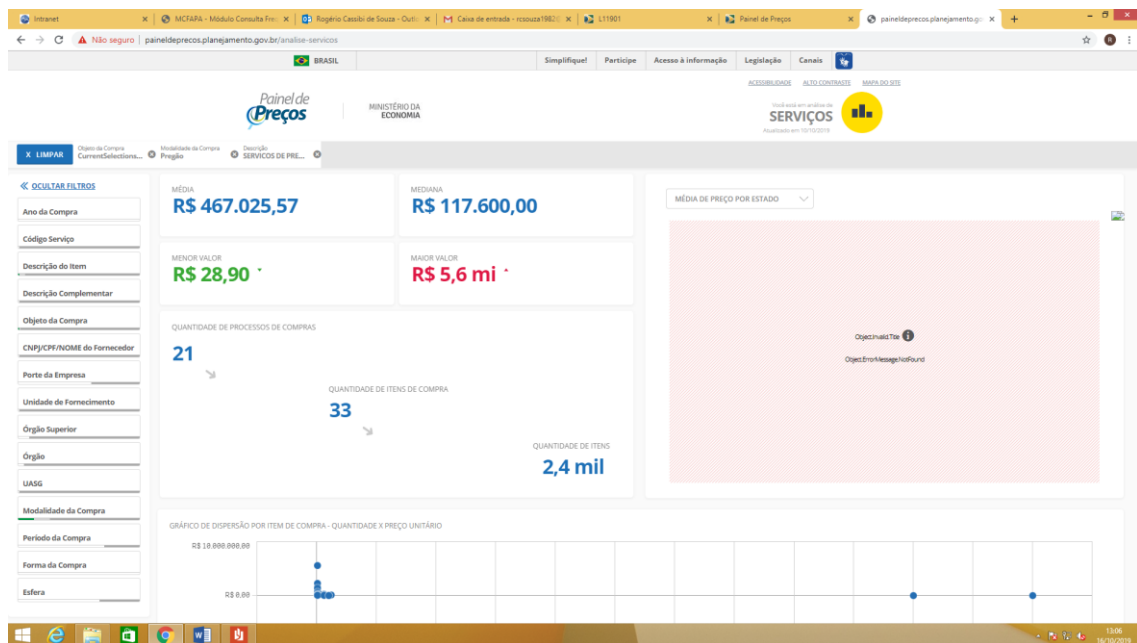 Intranet
MCFAPA - Módulo Consulta Fre
Rogério Cassibi de Souza - Outlo
Caixa de entrada - rcsouza1982@
L11901
Painel de Preços
paineldeprecos.planejamento.go
Não seguro | paineldeprecos.planejamento.gov.br/analise-servicos
R
BRASIL
Simplifique! Participe Acesso à informação Legislação Canais
ACESSIBILIDADE ALTO CONTRASTE MAPA DO SITE
Painel de
Preços
MINISTÉRIO DA
ECONOMIA
Você está em análise de
SERVIÇOS
Atualizado em 10/10/2019
X LIMPAR
Objeto da Compra
CurrentSelections...
Modalidade da Compra
Pregão
Descrição
SERVICOS DE PRE...
OCULTAR FILTROS
Ano da Compra
Código Serviço
Descrição do Item
Descrição Complementar
Objeto da Compra
CNPJ/CPF/NOME do Fornecedor
Porte da Empresa
Unidade de Fornecimento
Órgão Superior
Órgão
UASG
Modalidade da Compra
Período da Compra
Forma da Compra
Esfera
MÉDIA
R$ 467.025,57
MEDIANA
R$ 117.600,00
MENOR VALOR
R$ 28,90
MAIOR VALOR
R$ 5,6 mi
QUANTIDADE DE PROCESSOS DE COMPRAS
21
QUANTIDADE DE ITENS DE COMPRA
33
QUANTIDADE DE ITENS
2,4 mil
MÉDIA DE PREÇO POR ESTADO
Object.Invalid.Title
Object.ErrorMessage.NotFound
GRÁFICO DE DISPERSÃO POR ITEM DE COMPRA - QUANTIDADE X PREÇO UNITÁRIO
R$ 10.000.000,00
R$ 0,00
13:06
16/10/2019